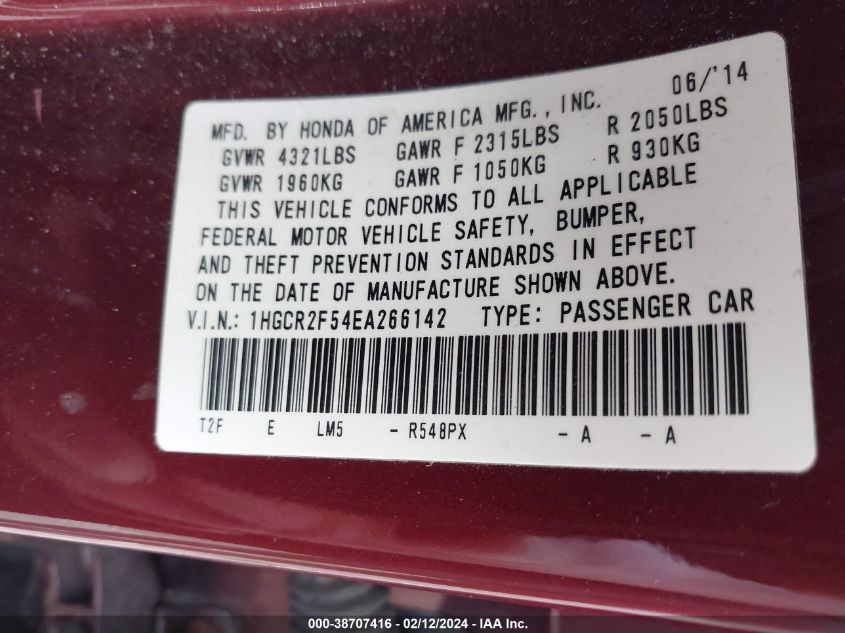 06/'14
MFD. BY HONDA OF AMERICA MFG., INC.
GVWR 4321LBS GAWR F 2315LBS R 2050LBS
GVWR 1960KG GAWR F 1050KG R 930KG
THIS VEHICLE CONFORMS TO ALL APPLICABLE
FEDERAL MOTOR VEHICLE SAFETY, BUMPER,
AND THEFT PREVENTION STANDARDS IN EFFECT
ON THE DATE OF MANUFACTURE SHOWN ABOVE.
V.I.N.: 1HGCR2F54EA266142 TYPE: PASSENGER CAR
T2F E LM5 - R548PX - A - A
000-38707416 - 02/12/2024 - IAA Inc.